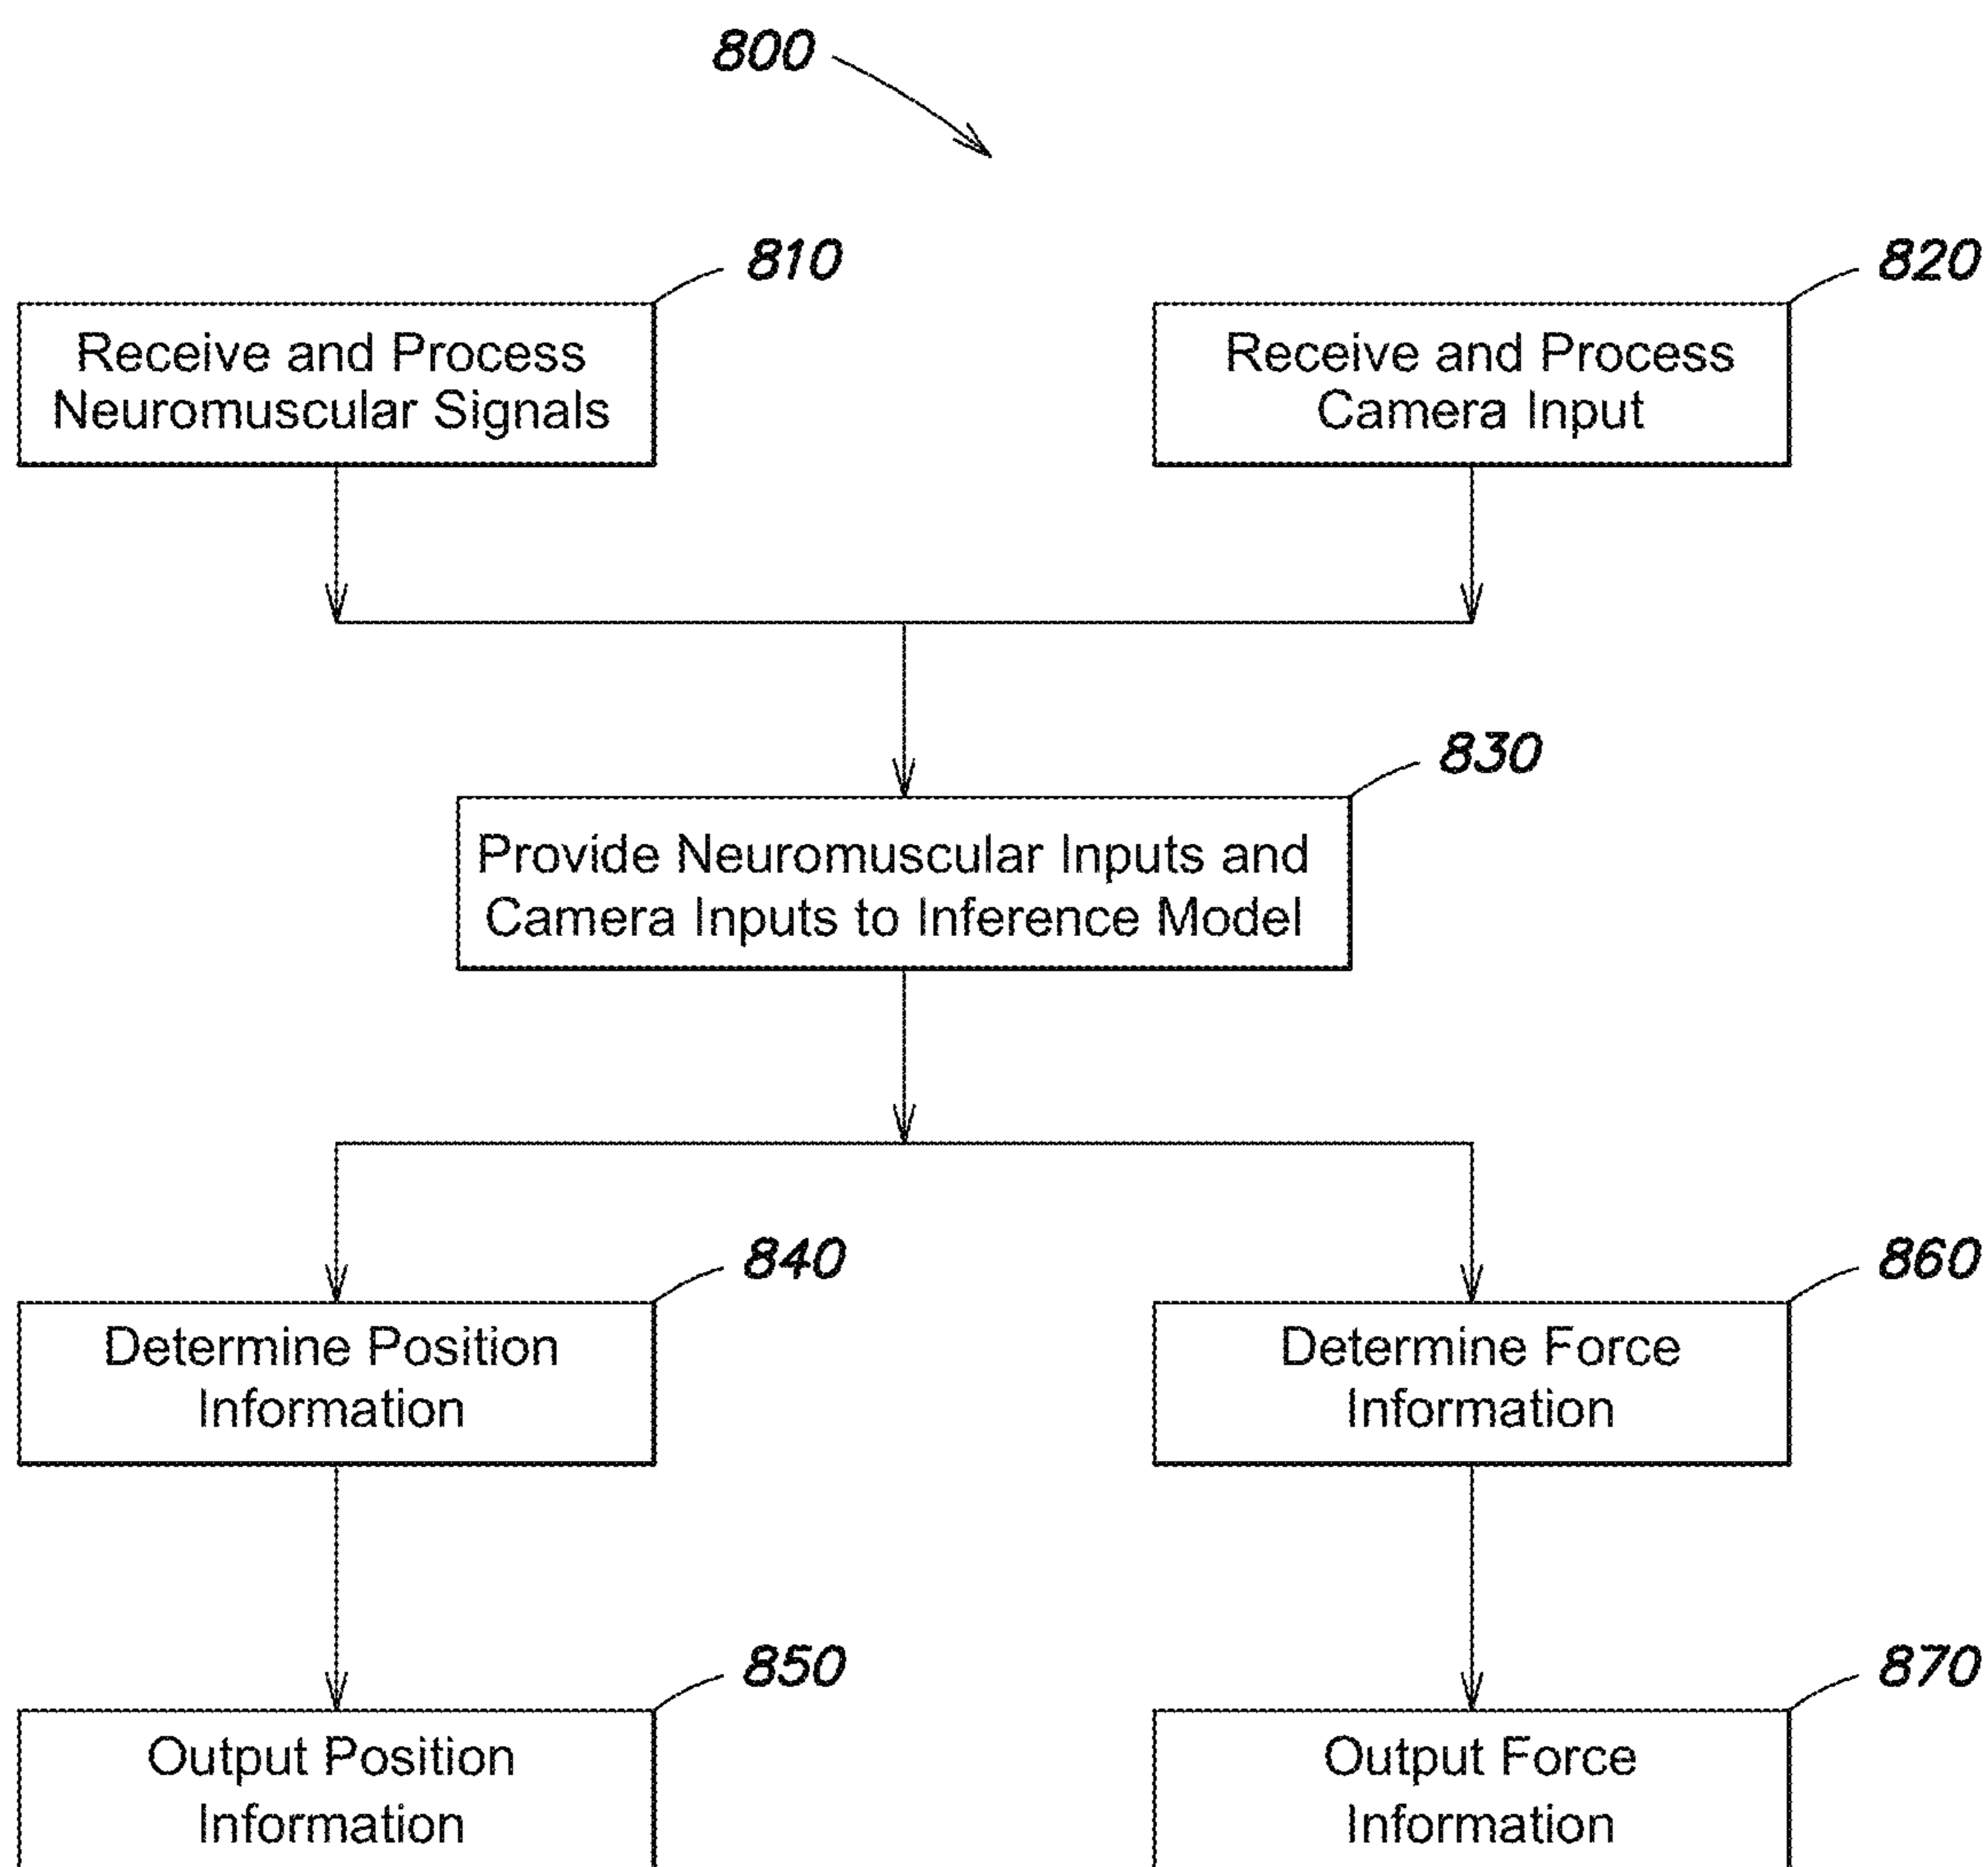 800
810
820
Receive and Process
Neuromuscular Signals
Receive and Process
Camera Input
830
Provide Neuromuscular Inputs and
Camera Inputs to Inference Model
840
860
Determine Position
Information
Determine Force
Information
850
870
Output Position
Information
Output Force
Information